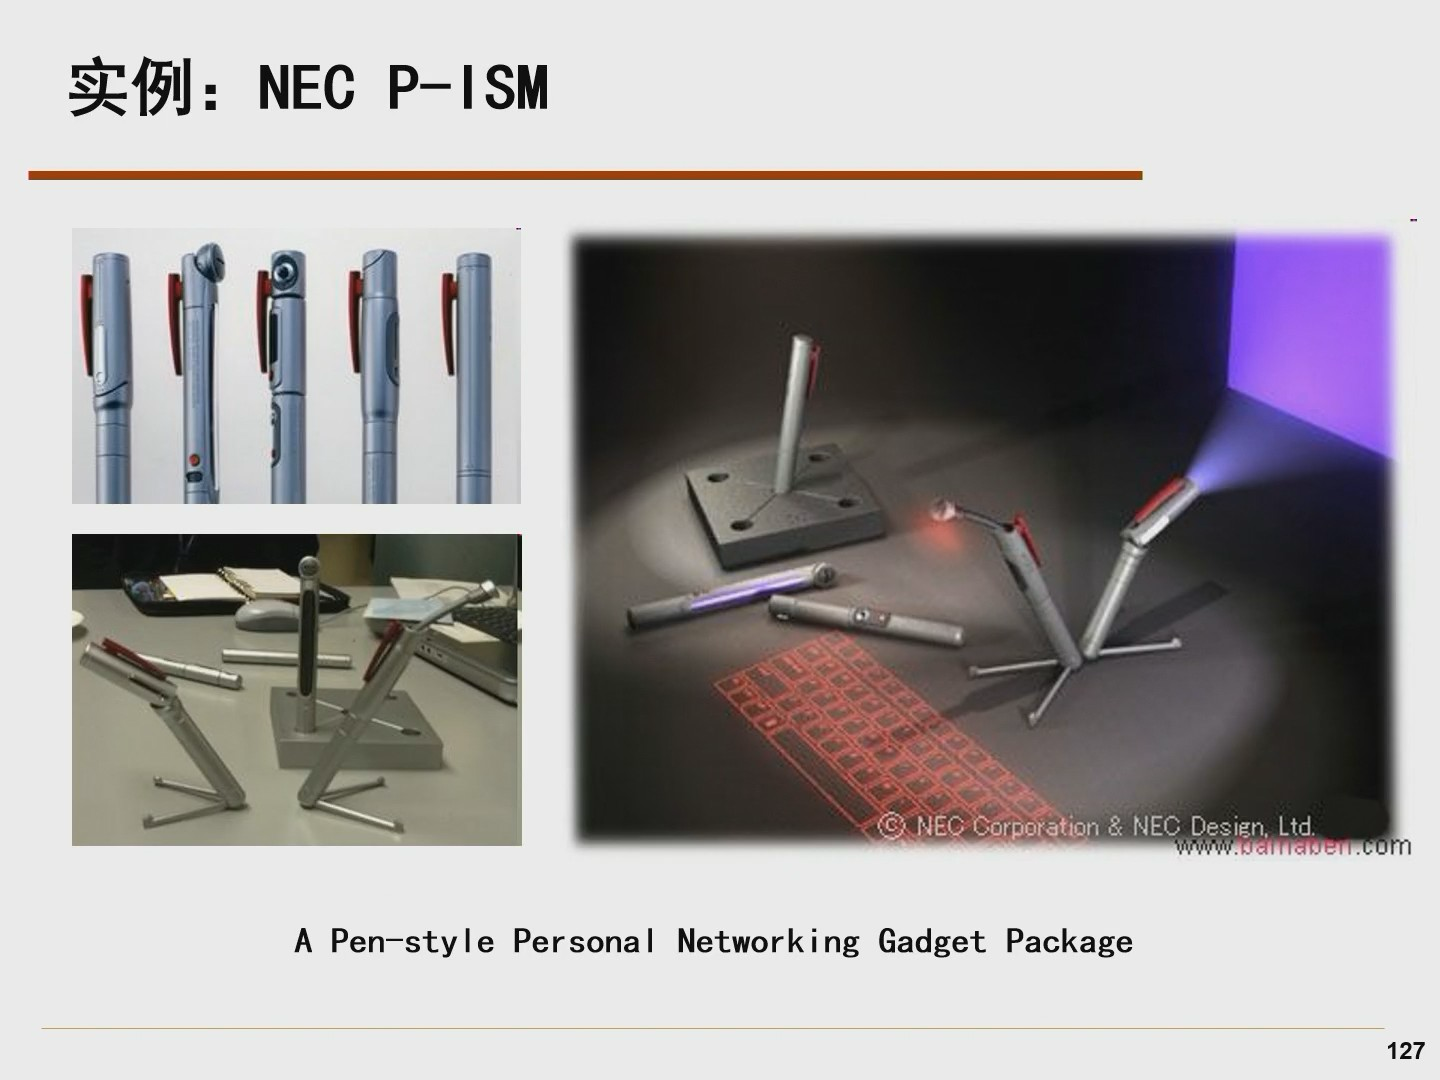 实例：NEC P-ISM
© NEC Corporation & NEC Design, Ltd.
www.barnaben.com
A Pen-style Personal Networking Gadget Package
127